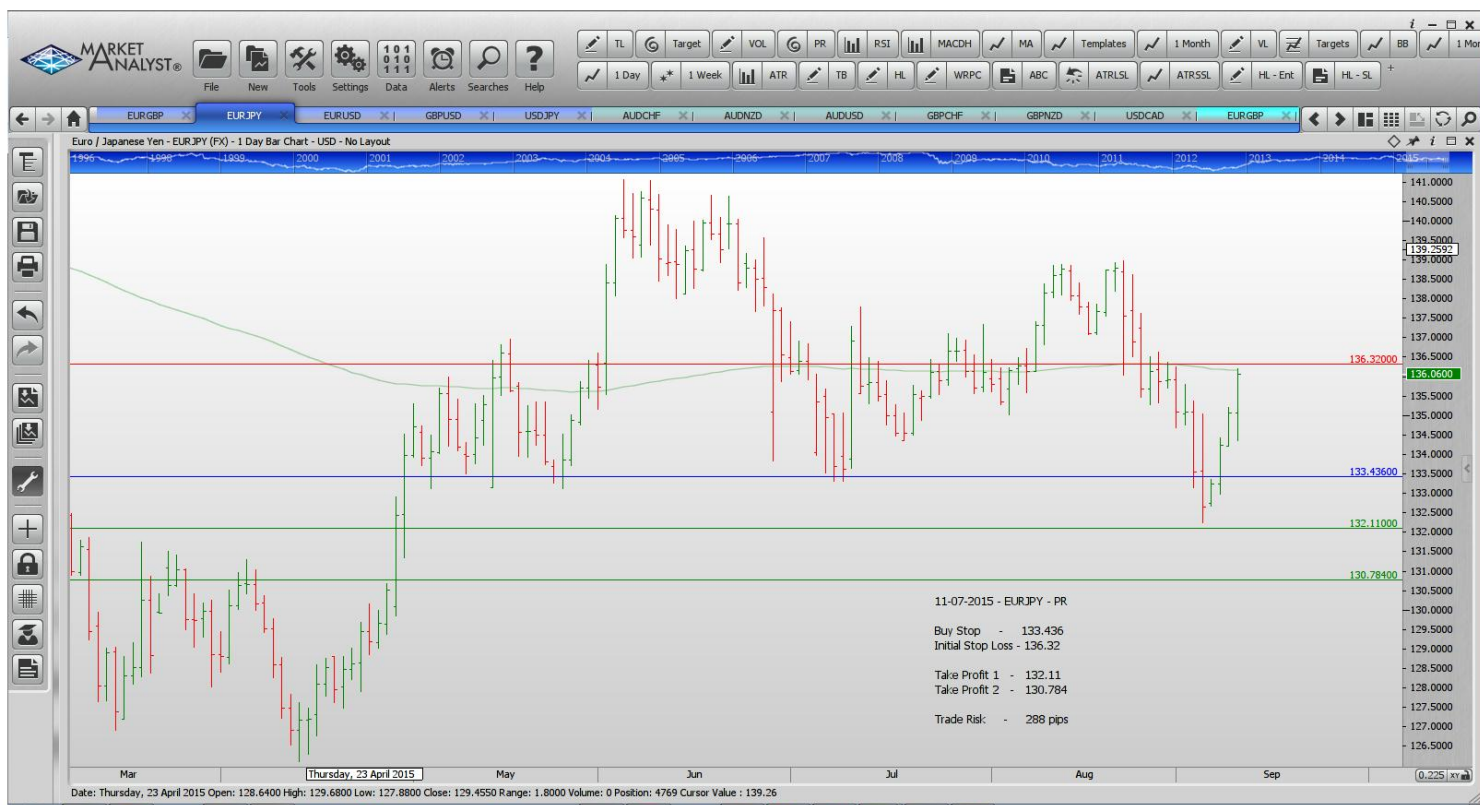 i
MARKET
ANALYST®
File New Tools Settings Data Alerts Searches Help
TL Target VOL PR RSI MACDH MA Templates 1 Month VL Targets BB 1 Mon
1 Day 1 Week ATR TB HL WRPC ABC ATRLSL ATRSSL HL - Ent HL - SL +
101
010
111
EURGBP EURJPY EURUSD GBPUSD USDJPY AUDCHF AUDNZD AUDUSD GBPCHF GBPNZD USDCAD EURGBP
Euro / Japanese Yen - EURJPY (FX) - 1 Day Bar Chart - USD - No Layout
1996 1998 1999 2000 2001 2002 2003 2004 2005 2006 2007 2008 2009 2010 2011 2012 2013 2014 2015
141.0000
140.5000
140.0000
139.5000
139.2592
139.0000
138.5000
138.0000
137.5000
137.0000
136.5000
136.32000
136.0600
135.5000
135.0000
134.5000
134.0000
133.5000
133.43600
133.0000
132.5000
132.11000
132.0000
131.5000
131.0000
130.78400
130.5000
130.0000
129.5000
129.0000
128.5000
128.0000
127.5000
127.0000
126.5000
11-07-2015 - EURJPY - PR
Buy Stop - 133.436
Initial Stop Loss - 136.32
Take Profit 1 - 132.11
Take Profit 2 - 130.784
Trade Risk - 288 pips
Mar Thursday, 23 April 2015 May Jun Jul Aug Sep 0.225 XY
Date: Thursday, 23 April 2015 Open: 128.6400 High: 129.6800 Low: 127.8800 Close: 129.4550 Range: 1.8000 Volume: 0 Position: 4769 Cursor Value : 139.26